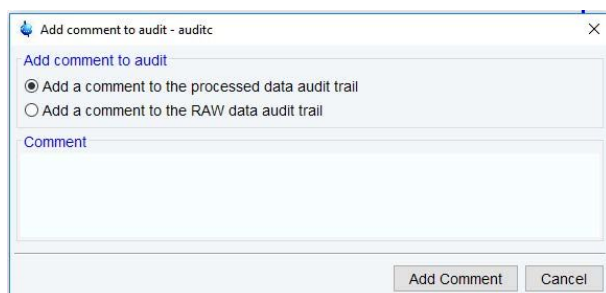 Add comment to audit - auditc
Add comment to audit
Add a comment to the processed data audit trail
Add a comment to the RAW data audit trail
Comment
Add Comment Cancel